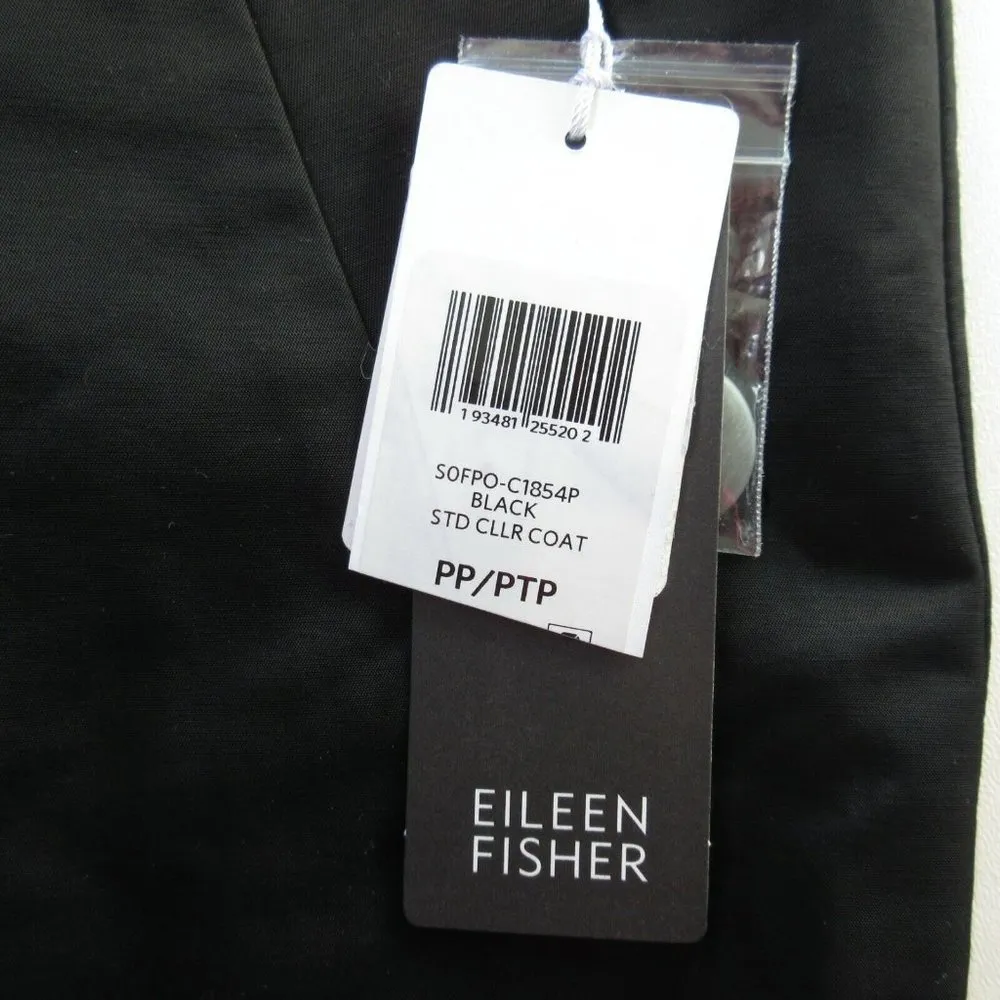 1 93481 25520 2
S0FPO-C1854P
BLACK
STD CLLR COAT
PP/PTP
EILEEN
FISHER